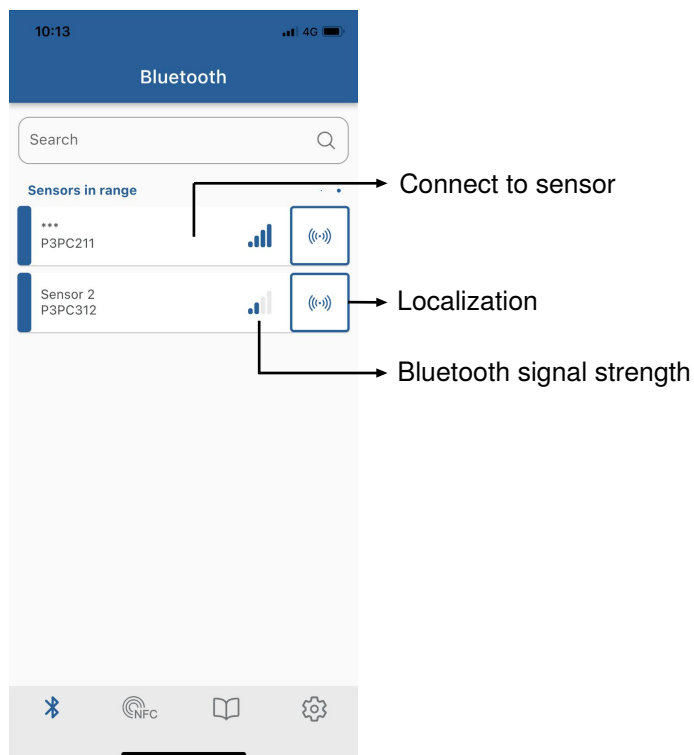 10:13
4G
Bluetooth
Search
Sensors in range
Connect to sensor
***
P3PC211
Sensor 2
P3PC312
Localization
Bluetooth signal strength
NFC